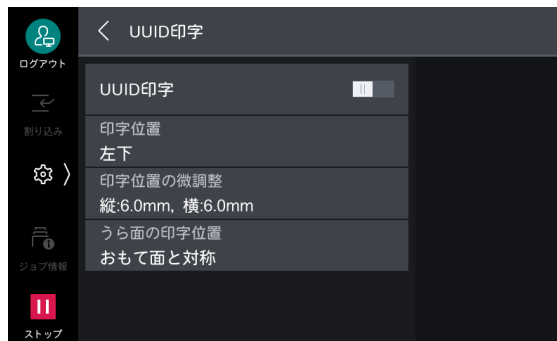 UUID印字
ログアウト
割り込み
ジョブ情報
ストップ
UUID印字
印字位置
左下
印字位置の微調整
縦:6.0mm, 横:6.0mm
うら面の印字位置
おもて面と対称